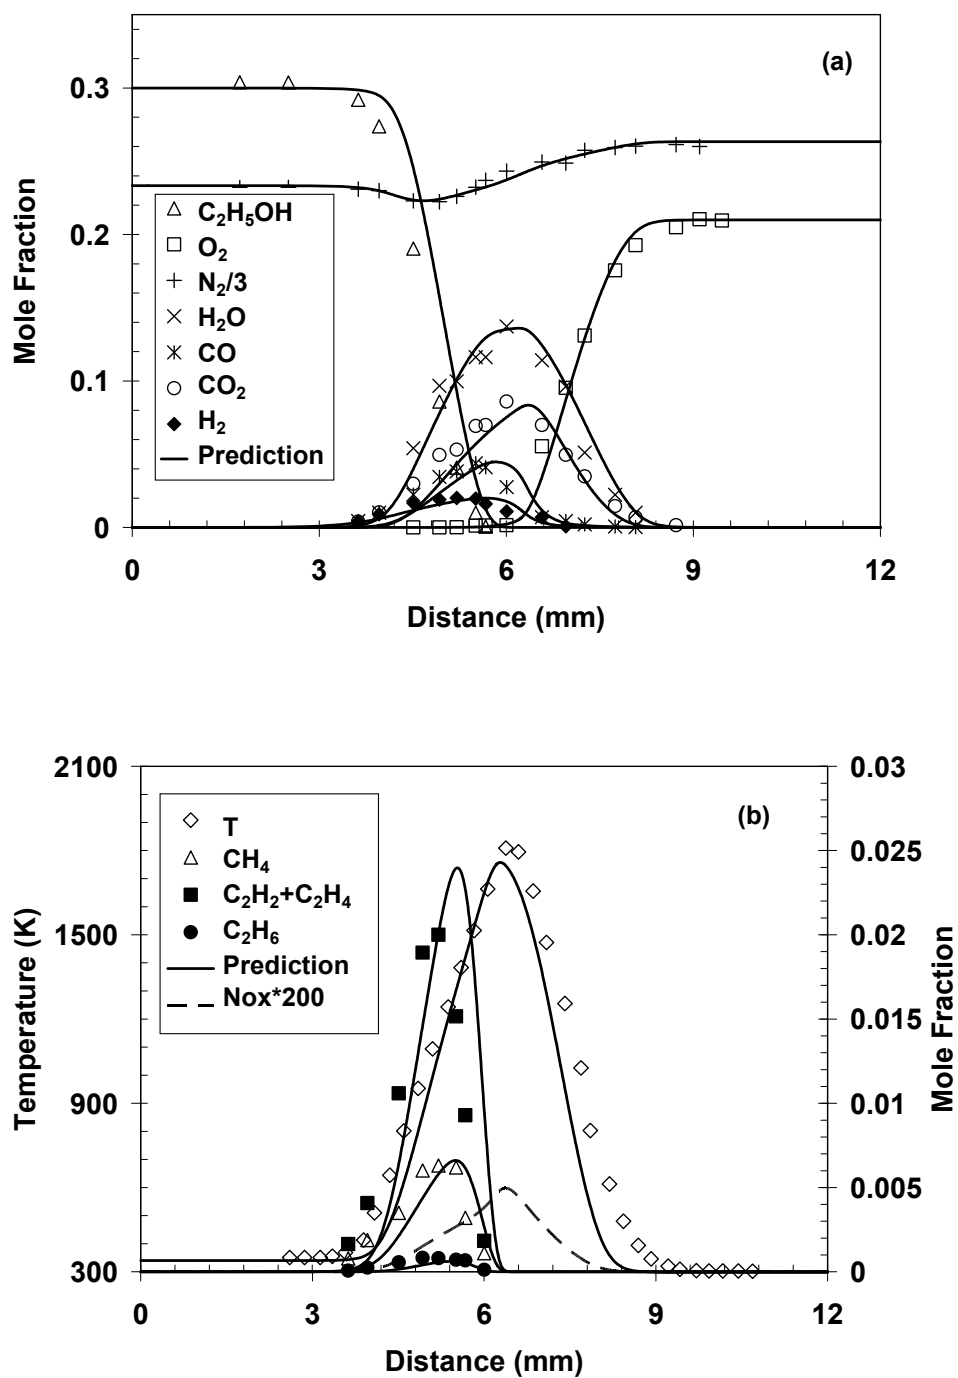 (a)
0.3
0.2
0.1
0
Mole Fraction
C₂H₅OH
O₂
N₂/3
H₂O
CO
CO₂
H₂
Prediction
0 3 6 9 12
Distance (mm)
2100 0.03
(b)
T
CH₄
C₂H₂+C₂H₄
C₂H₆
Prediction
Nox*200
0.025
1500 0.02
0.015
900 0.01
0.005
300 0
Temperature (K)
Mole Fraction
0 3 6 9 12
Distance (mm)